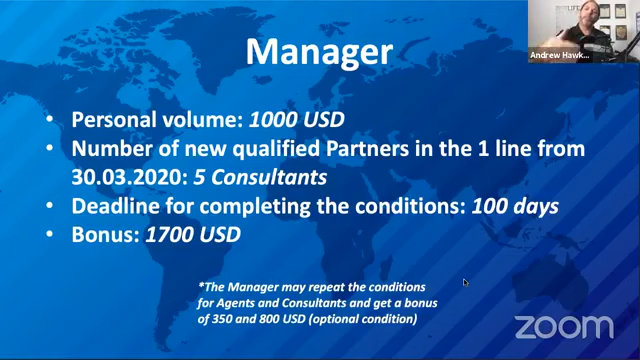 Manager
Andrew Hawk...
• Personal volume: 1000 USD
• Number of new qualified Partners in the 1 line from
30.03.2020: 5 Consultants
• Deadline for completing the conditions: 100 days
• Bonus: 1700 USD
*The Manager may repeat the conditions
for Agents and Consultants and get a bonus
of 350 and 800 USD (optional condition)
zoom